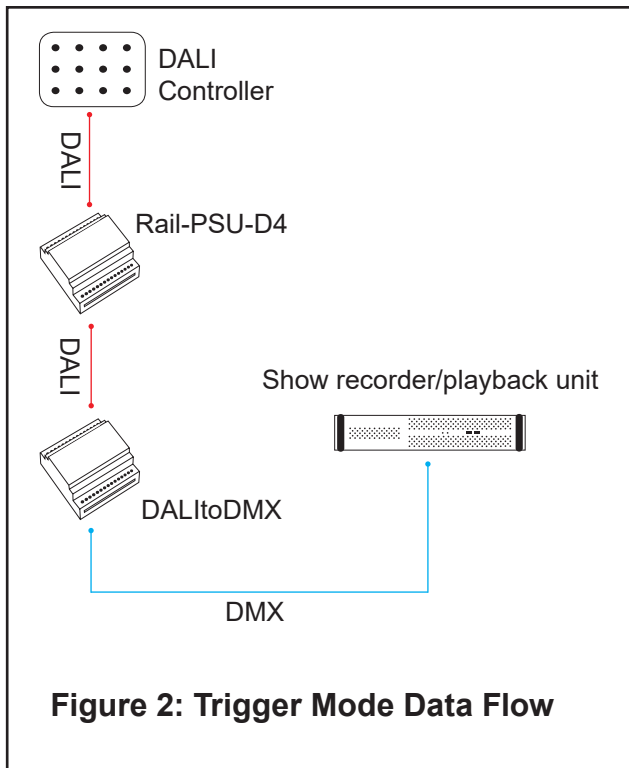 DALI
Controller
DALI
Rail-PSU-D4
DALI
Show recorder/playback unit
DALItoDMX
DMX
Figure 2: Trigger Mode Data Flow